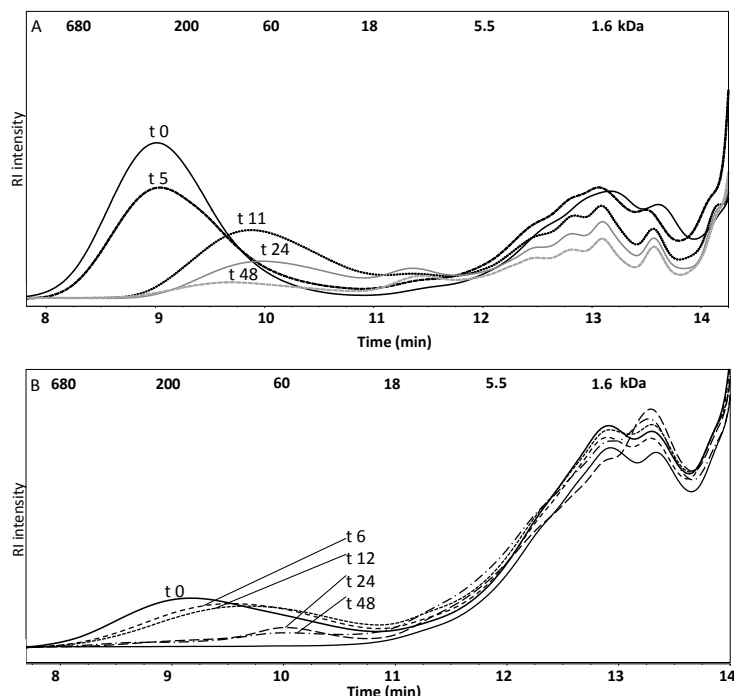 A 680 200 60 18 5.5 1.6 kDa
RI intensity
t 0
t 5
t 11
t 24
t 48
8 9 10 11 12 13 14
Time (min)
B 680 200 60 18 5.5 1.6 kDa
RI intensity
t 6
t 12
t 24
t 0
t 48
8 9 10 11 12 13 14
Time (min)